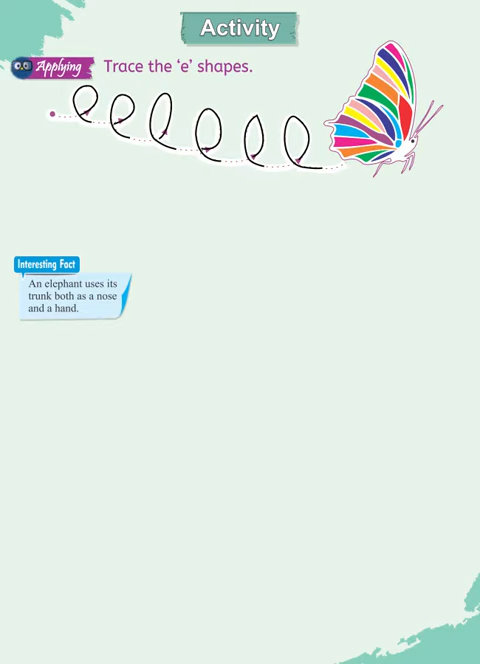 Activity
Applying
Trace the ‘e’ shapes.
Interesting Fact
An elephant uses its
trunk both as a nose
and a hand.